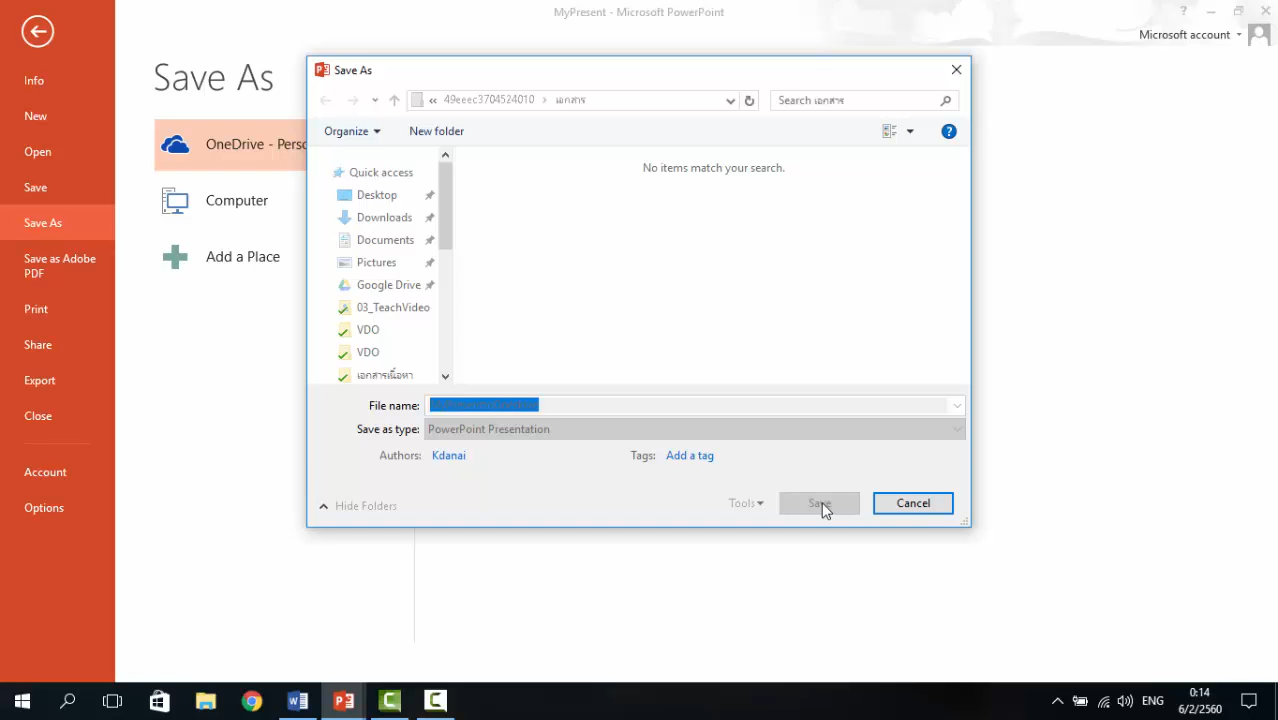 MyPresent - Microsoft PowerPoint
Microsoft account
Info
New
Open
Save
Save As
Save as Adobe
PDF
Print
Share
Export
Close
Account
Options
Save As
OneDrive - Perso
Computer
Add a Place
Save As
« 49eeec3704524010 › เอกสาร
Search เอกสาร
Organize
New folder
Quick access
Desktop
Downloads
Documents
Pictures
Google Drive
03_TeachVideo
VDO
VDO
เอกสารเนื้อหา
No items match your search.
File name:
Save as type: PowerPoint Presentation
Authors: Kdanai
Tags: Add a tag
Hide Folders
Tools
Save
Cancel
ENG
0:14
6/2/2560